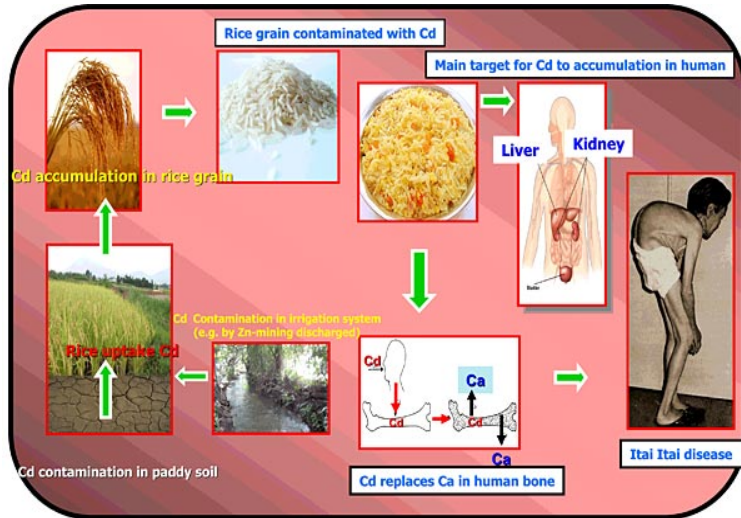 Rice grain contaminated with Cd
Main target for Cd to accumulation in human
Liver
Kidney
Cd accumulation in rice grain
Cd Contamination in irrigation system
(e.g. by Zn-mining discharged)
Rice uptake Cd
Cd
Ca
Cd
Cd
Ca
Cd contamination in paddy soil
Cd replaces Ca in human bone
Itai Itai disease